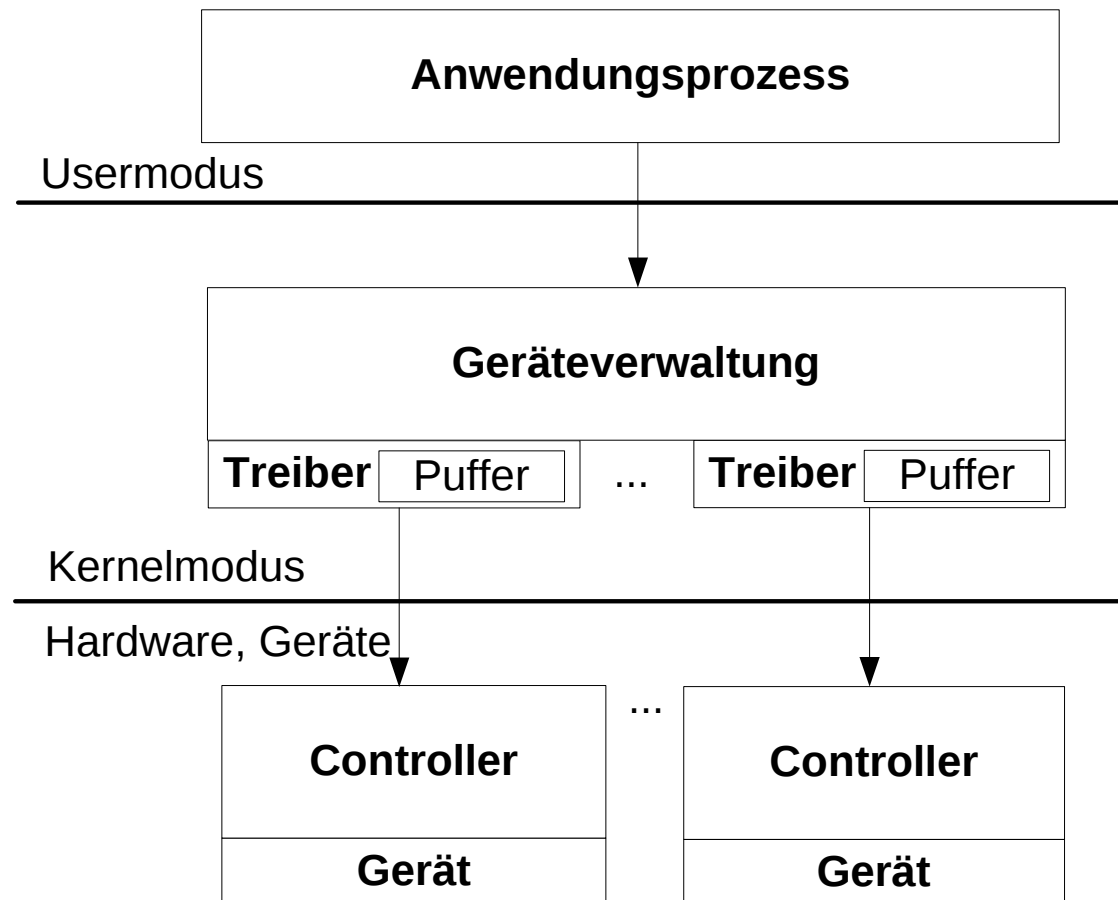 Anwendungsprozess
Usermodus
Geräteverwaltung
Treiber Puffer ... Treiber Puffer
Kernelmodus
Hardware, Geräte
...
Controller Controller
Gerät Gerät